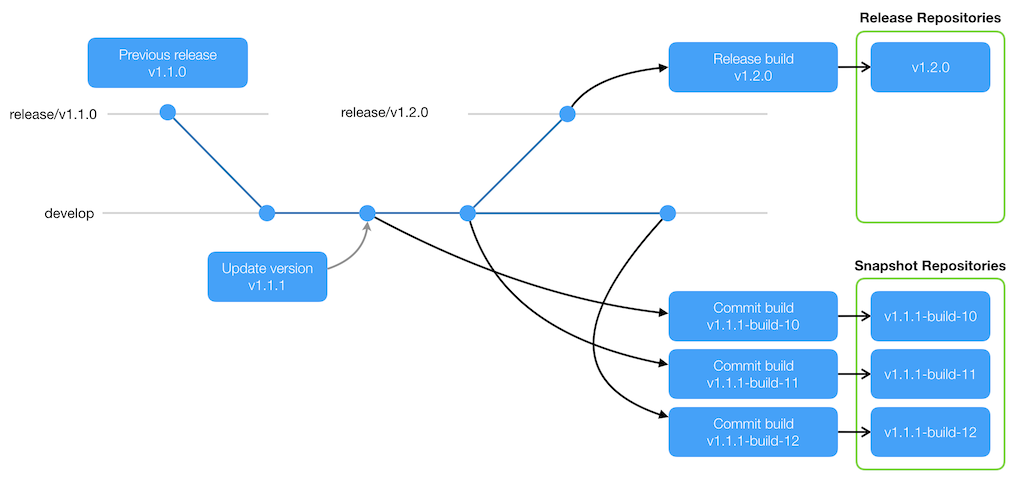 Release Repositories
Previous release
v1.1.0
Release build
v1.2.0
v1.2.0
release/v1.1.0
release/v1.2.0
develop
Update version
v1.1.1
Snapshot Repositories
Commit build
v1.1.1-build-10
v1.1.1-build-10
Commit build
v1.1.1-build-11
v1.1.1-build-11
Commit build
v1.1.1-build-12
v1.1.1-build-12